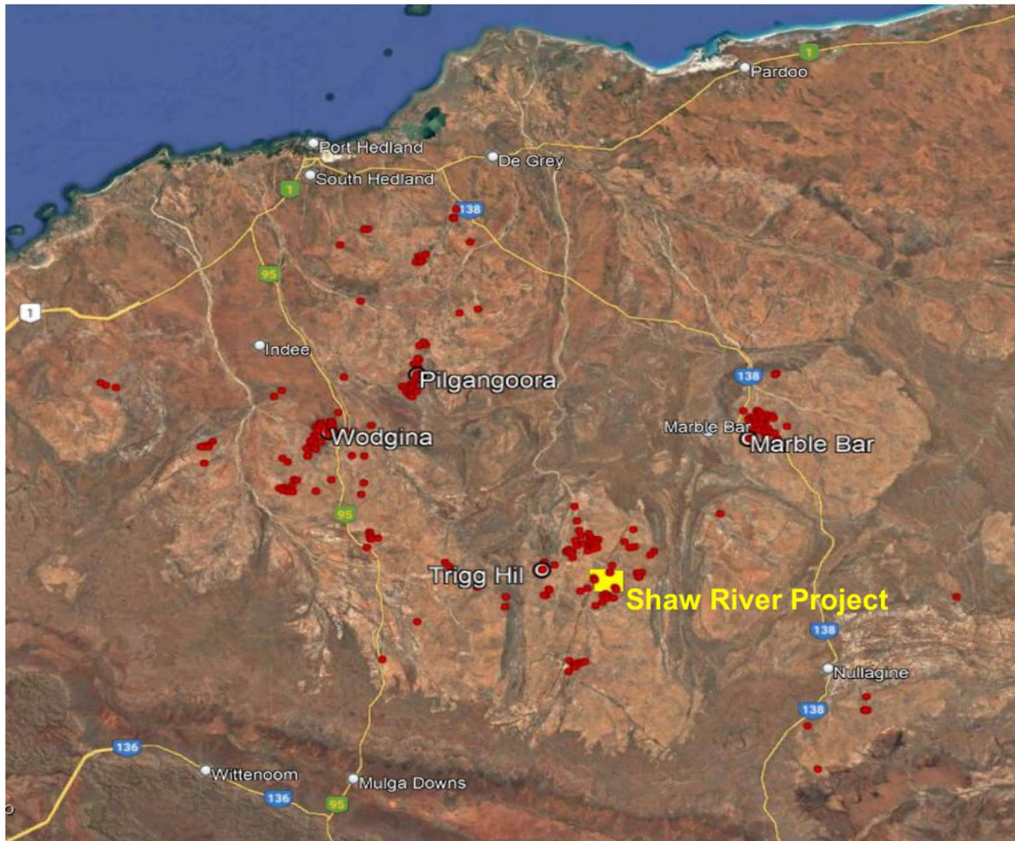 1
Pardoo
Port Hedland
De Grey
South Hedland
1
138
95
1
Indee
138
Pilgangoora
Marble Bar
Wodgina
Marble Bar
95
Trigg Hil
Shaw River Project
138
Nullagine
138
136
Wittenoom
Mulga Downs
136
95